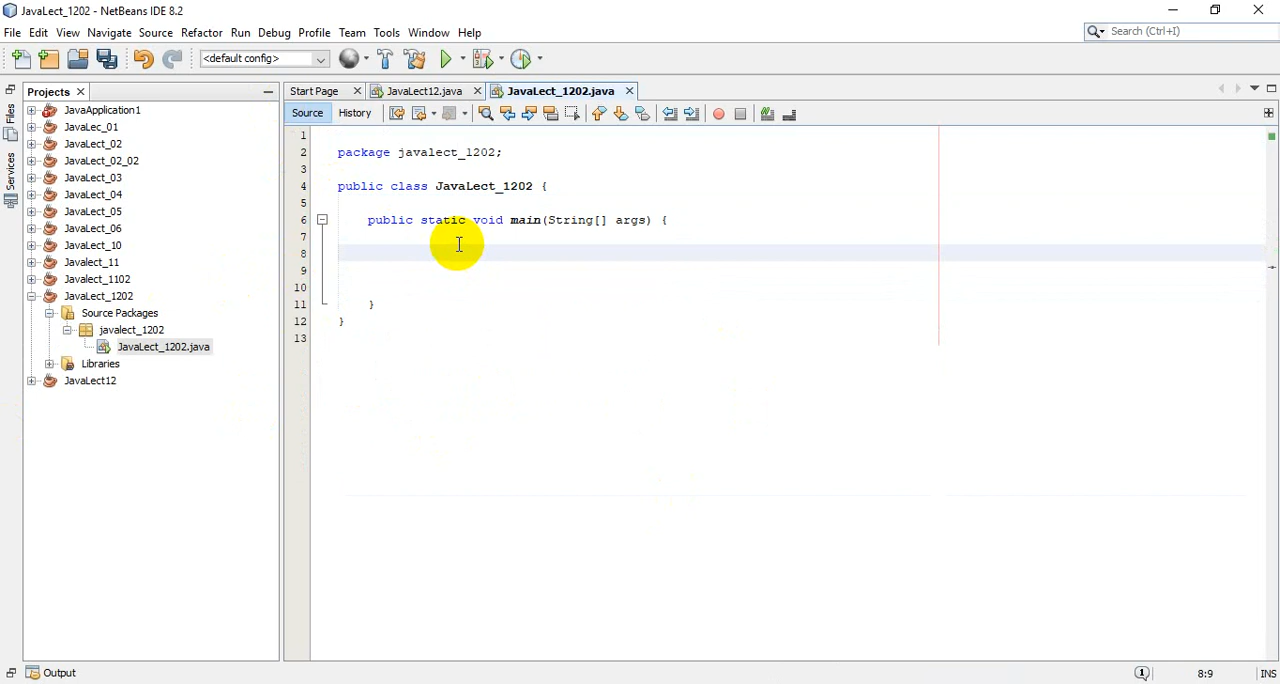 JavaLect_1202 - NetBeans IDE 8.2
File Edit View Navigate Source Refactor Run Debug Profile Team Tools Window Help
Search (Ctrl+I)
<default config>
Projects
Start Page JavaLect12.java JavaLect_1202.java
Files
Services
Source History
JavaApplication1
JavaLec_01
JavaLect_02
JavaLect_02_02
JavaLect_03
JavaLect_04
JavaLect_05
JavaLect_06
JavaLect_10
Javalect_11
Javalect_1102
JavaLect_1202
Source Packages
javalect_1202
JavaLect_1202.java
Libraries
JavaLect12
1
2 package javalect_1202;
3
4 public class JavaLect_1202 {
5
6 public static void main(String[] args) {
7
8
9
10
11 }
12 }
13
Output
1
8:9
INS